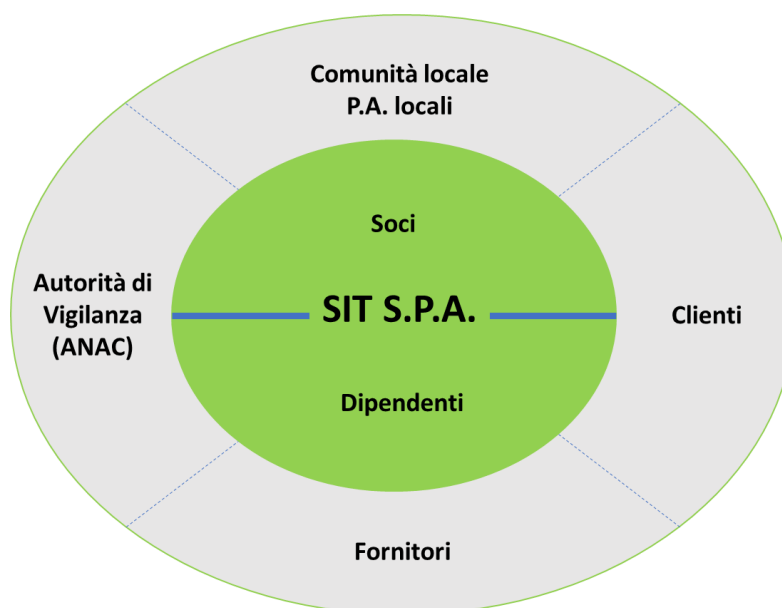 Comunità locale
P.A. locali
Soci
Autorità di
Vigilanza
(ANAC)
SIT S.P.A.
Clienti
Dipendenti
Fornitori